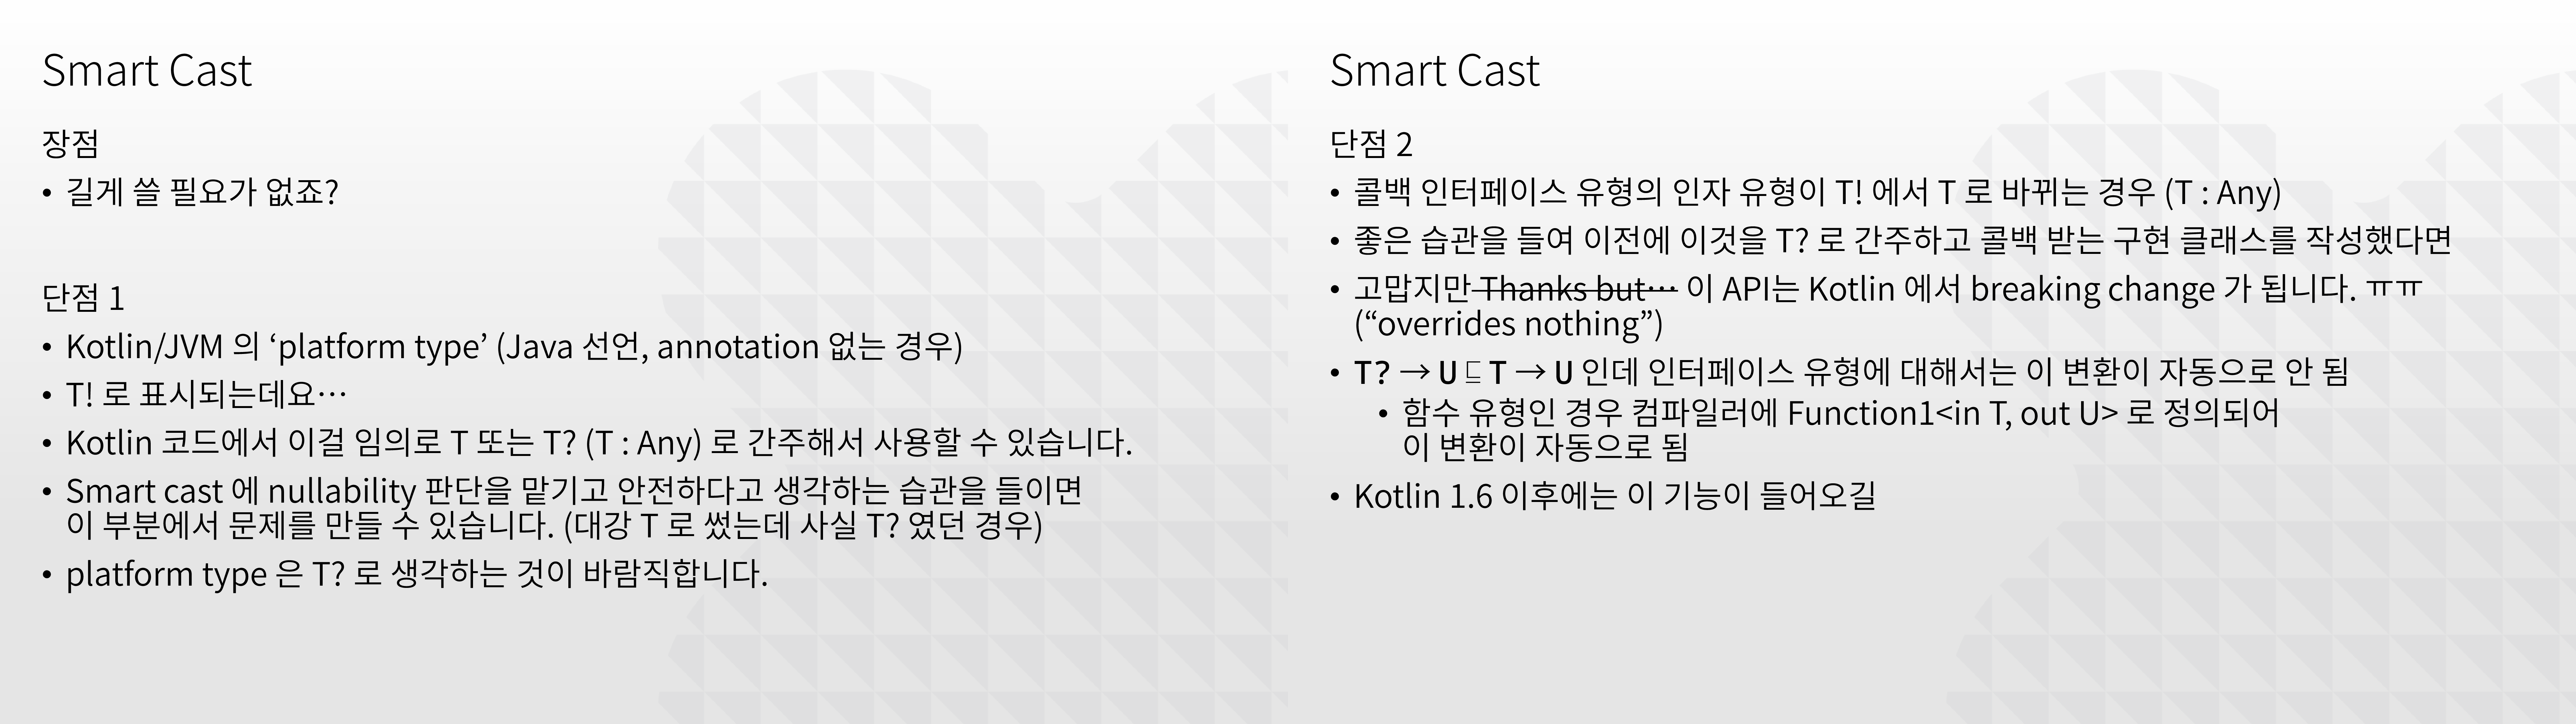 Smart Cast
장점
• 길게 쓸 필요가 없죠?
단점 1
• Kotlin/JVM 의 ‘platform type’ (Java 선언, annotation 없는 경우)
• T! 로 표시되는데요…
• Kotlin 코드에서 이걸 임의로 T 또는 T? (T : Any) 로 간주해서 사용할 수 있습니다.
• Smart cast 에 nullability 판단을 맡기고 안전하다고 생각하는 습관을 들이면
이 부분에서 문제를 만들 수 있습니다. (대강 T 로 썼는데 사실 T? 였던 경우)
• platform type 은 T? 로 생각하는 것이 바람직합니다.
Smart Cast
단점 2
• 콜백 인터페이스 유형의 인자 유형이 T! 에서 T 로 바뀌는 경우 (T : Any)
• 좋은 습관을 들여 이전에 이것을 T? 로 간주하고 콜백 받는 구현 클래스를 작성했다면
• 고맙지만 Thanks but… 이 API는 Kotlin 에서 breaking change 가 됩니다. ㅠㅠ
(“overrides nothing”)
• T? → U ⊑ T → U 인데 인터페이스 유형에 대해서는 이 변환이 자동으로 안 됨
• 함수 유형인 경우 컴파일러에 Function1<in T, out U> 로 정의되어
이 변환이 자동으로 됨
• Kotlin 1.6 이후에는 이 기능이 들어오길